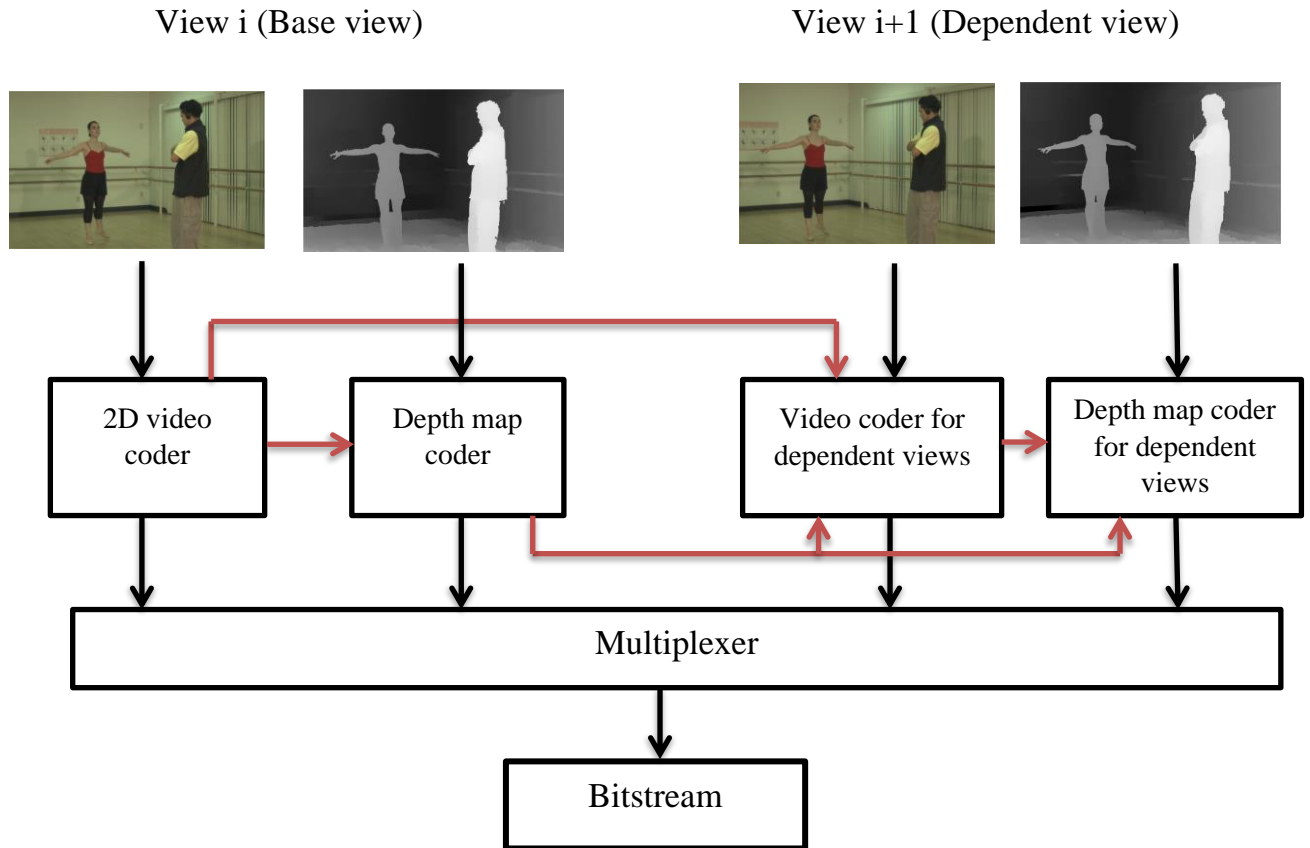 View i (Base view)
View i+1 (Dependent view)
2D video
coder
Depth map
coder
Video coder for
dependent views
Depth map coder
for dependent
views
Multiplexer
Bitstream